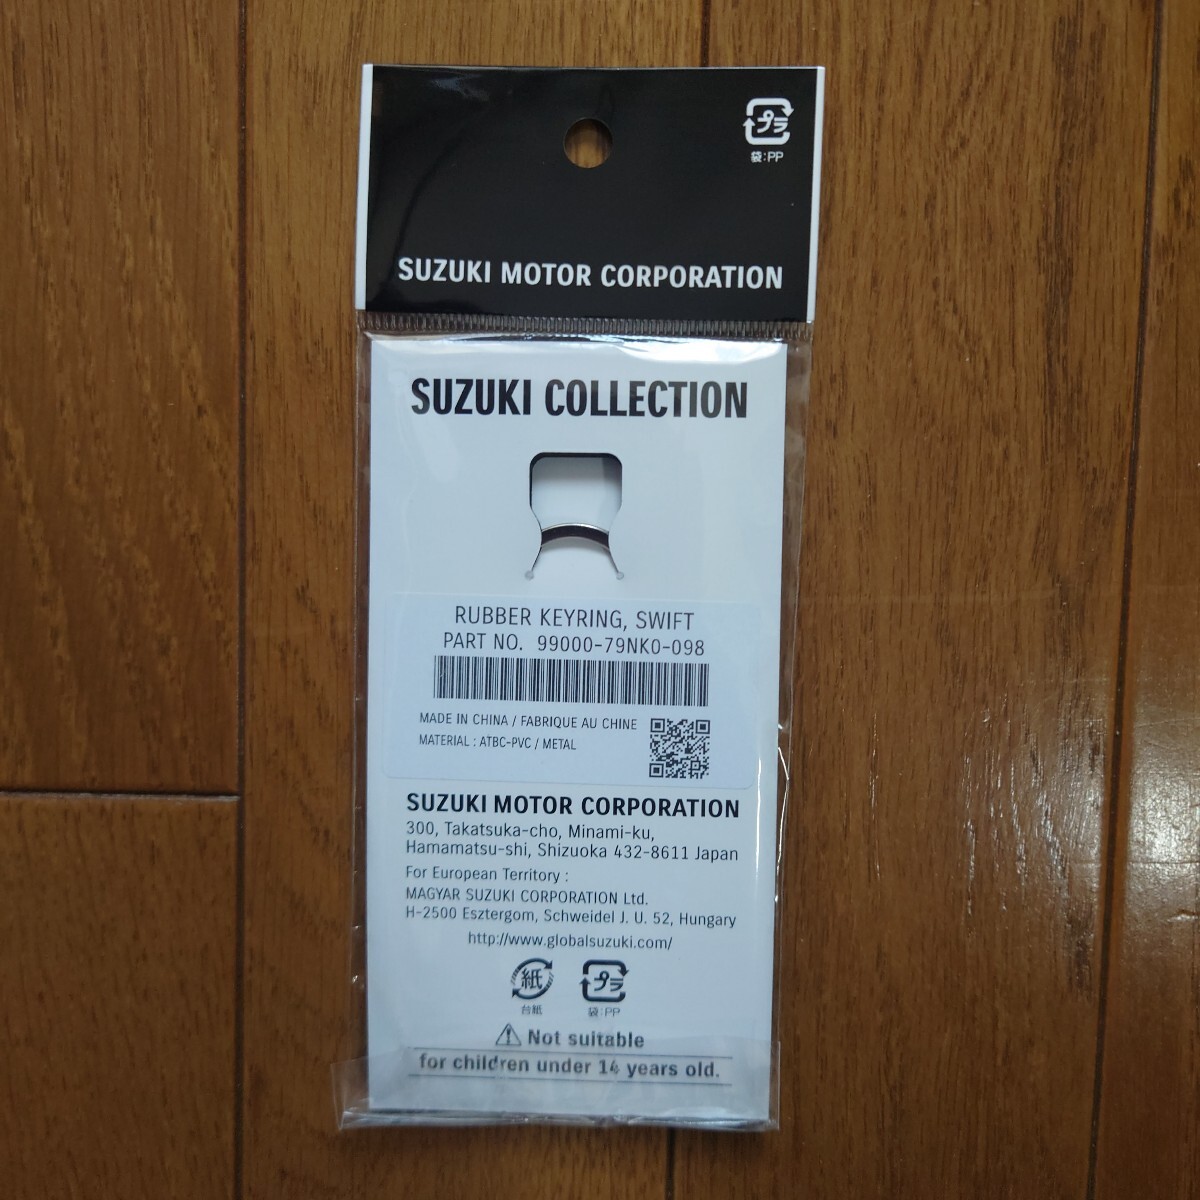 プラ
袋:PP
SUZUKI MOTOR CORPORATION
SUZUKI COLLECTION
RUBBER KEYRING, SWIFT
PART NO. 99000-79NK0-098
MADE IN CHINA / FABRIQUE AU CHINE
MATERIAL : ATBC-PVC / METAL
SUZUKI MOTOR CORPORATION
300, Takatsuka-cho, Minami-ku,
Hamamatsu-shi, Shizuoka 432-8611 Japan
For European Territory :
MAGYAR SUZUKI CORPORATION Ltd.
H-2500 Esztergom, Schweidel J. U. 52, Hungary
http://www.globalsuzuki.com/
紙 プラ
台紙 袋:PP
Not suitable
for children under 14 years old.